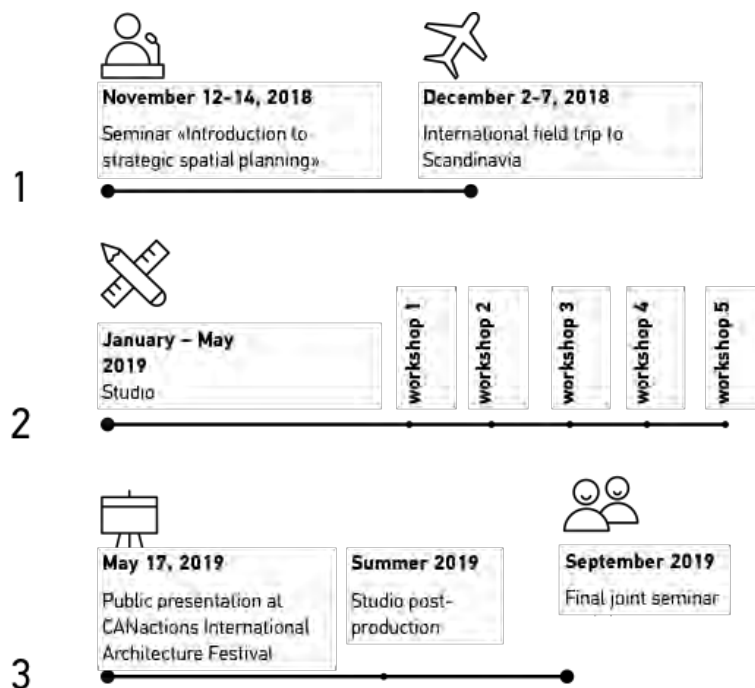 November 12-14, 2018
Seminar «Introduction to
strategic spatial planning»
December 2-7, 2018
International field trip to
Scandinavia
1
January – May
2019
Studio
workshop 1
workshop 2
workshop 3
workshop 4
workshop 5
2
May 17, 2019
Public presentation at
CANactions International
Architecture Festival
Summer 2019
Studio post-
production
September 2019
Final joint seminar
3